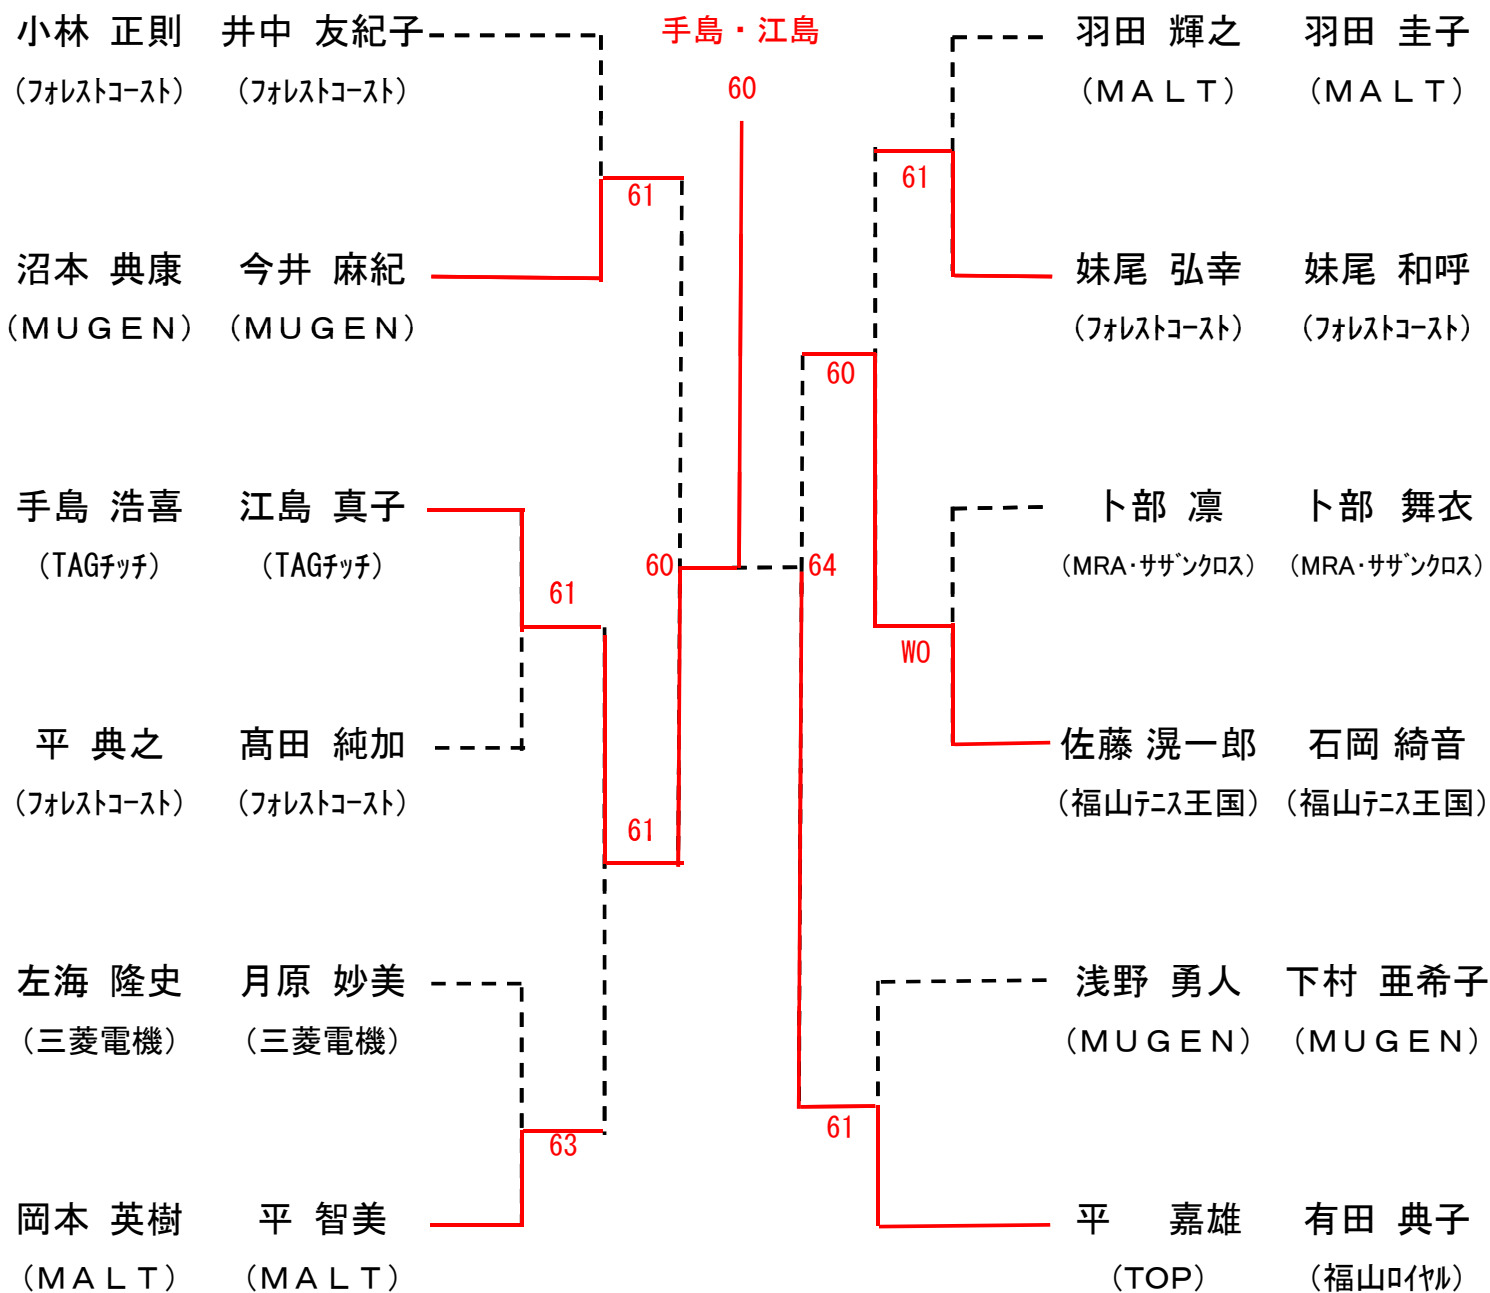 手島・江島
60
小林 正則 井中 友紀子
(フォレストコースト) (フォレストコースト)
61
沼本 典康 今井 麻紀
(MUGEN) (MUGEN)
手島 浩喜 江島 真子
(TAGチッチ) (TAGチッチ)
61
60
平 典之 髙田 純加
(フォレストコースト) (フォレストコースト)
61
左海 隆史 月原 妙美
(三菱電機) (三菱電機)
63
岡本 英樹 平 智美
(MALT) (MALT)
羽田 輝之 羽田 圭子
(MALT) (MALT)
61
妹尾 弘幸 妹尾 和呼
(フォレストコースト) (フォレストコースト)
60
卜部 凛 卜部 舞衣
(MRA・サザンクロス) (MRA・サザンクロス)
64
WO
佐藤 滉一郎 石岡 綺音
(福山テニス王国) (福山テニス王国)
浅野 勇人 下村 亜希子
(MUGEN) (MUGEN)
61
平 嘉雄 有田 典子
(TOP) (福山ロイヤル)